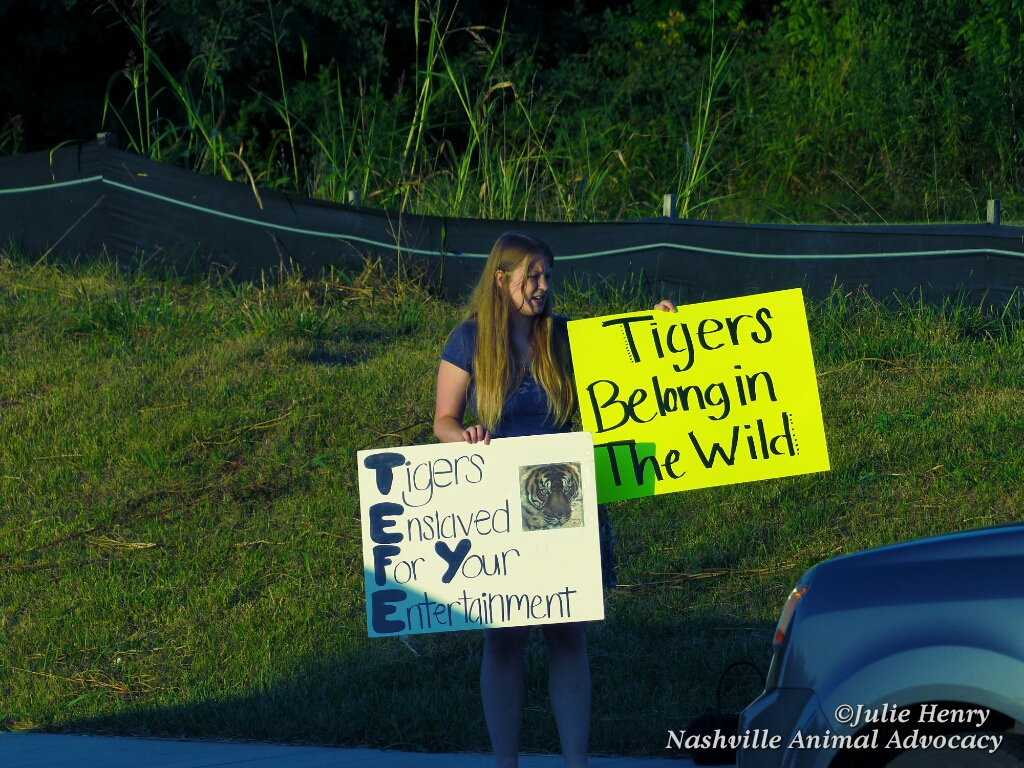 Tigers
Enslaved
For Your
Entertainment
Tigers
Belong in
The Wild
©Julie Henry
Nashville Animal Advocacy